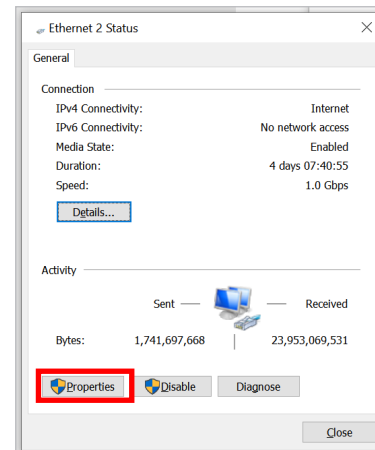 Ethernet 2 Status
General
Connection
IPv4 Connectivity: Internet
IPv6 Connectivity: No network access
Media State: Enabled
Duration: 4 days 07:40:55
Speed: 1.0 Gbps
Details...
Activity
Sent — — Received
Bytes: 1,741,697,668 23,953,069,531
Properties Disable Diagnose
Close